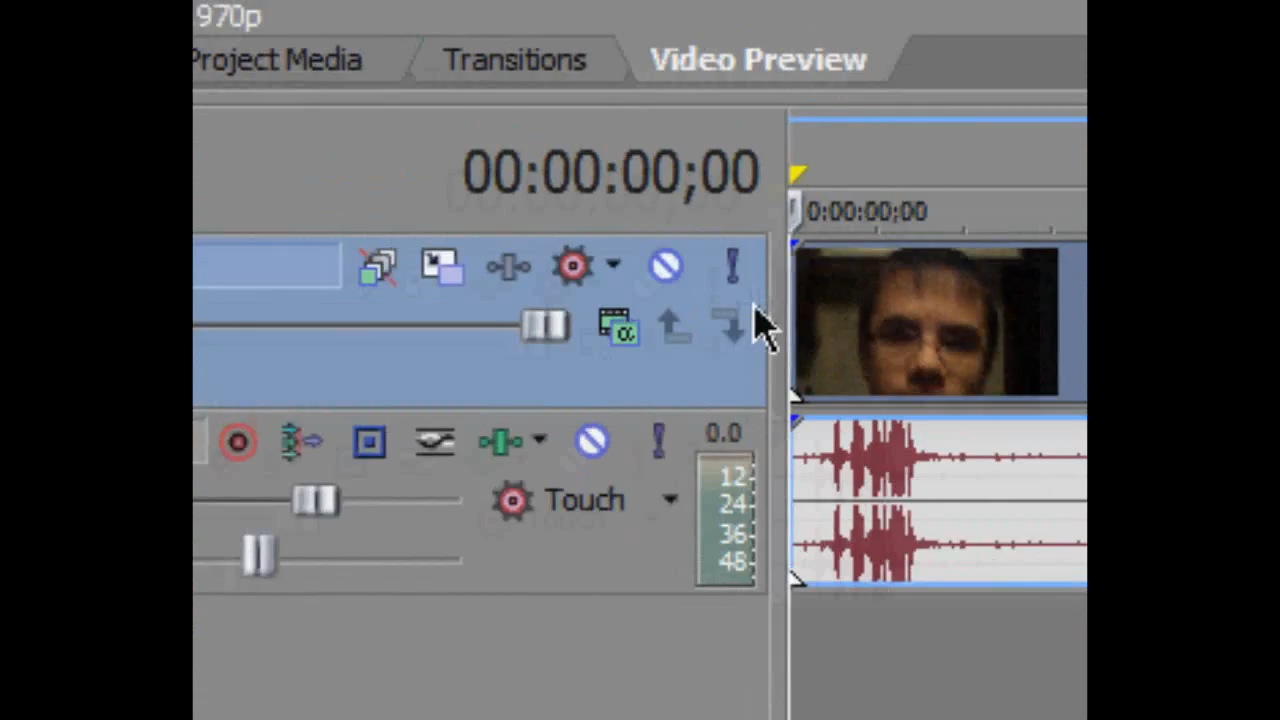 970p
Project Media Transitions Video Preview
00:00:00;00
0:00:00;00
α
0.0
12
Touch
24
36
48